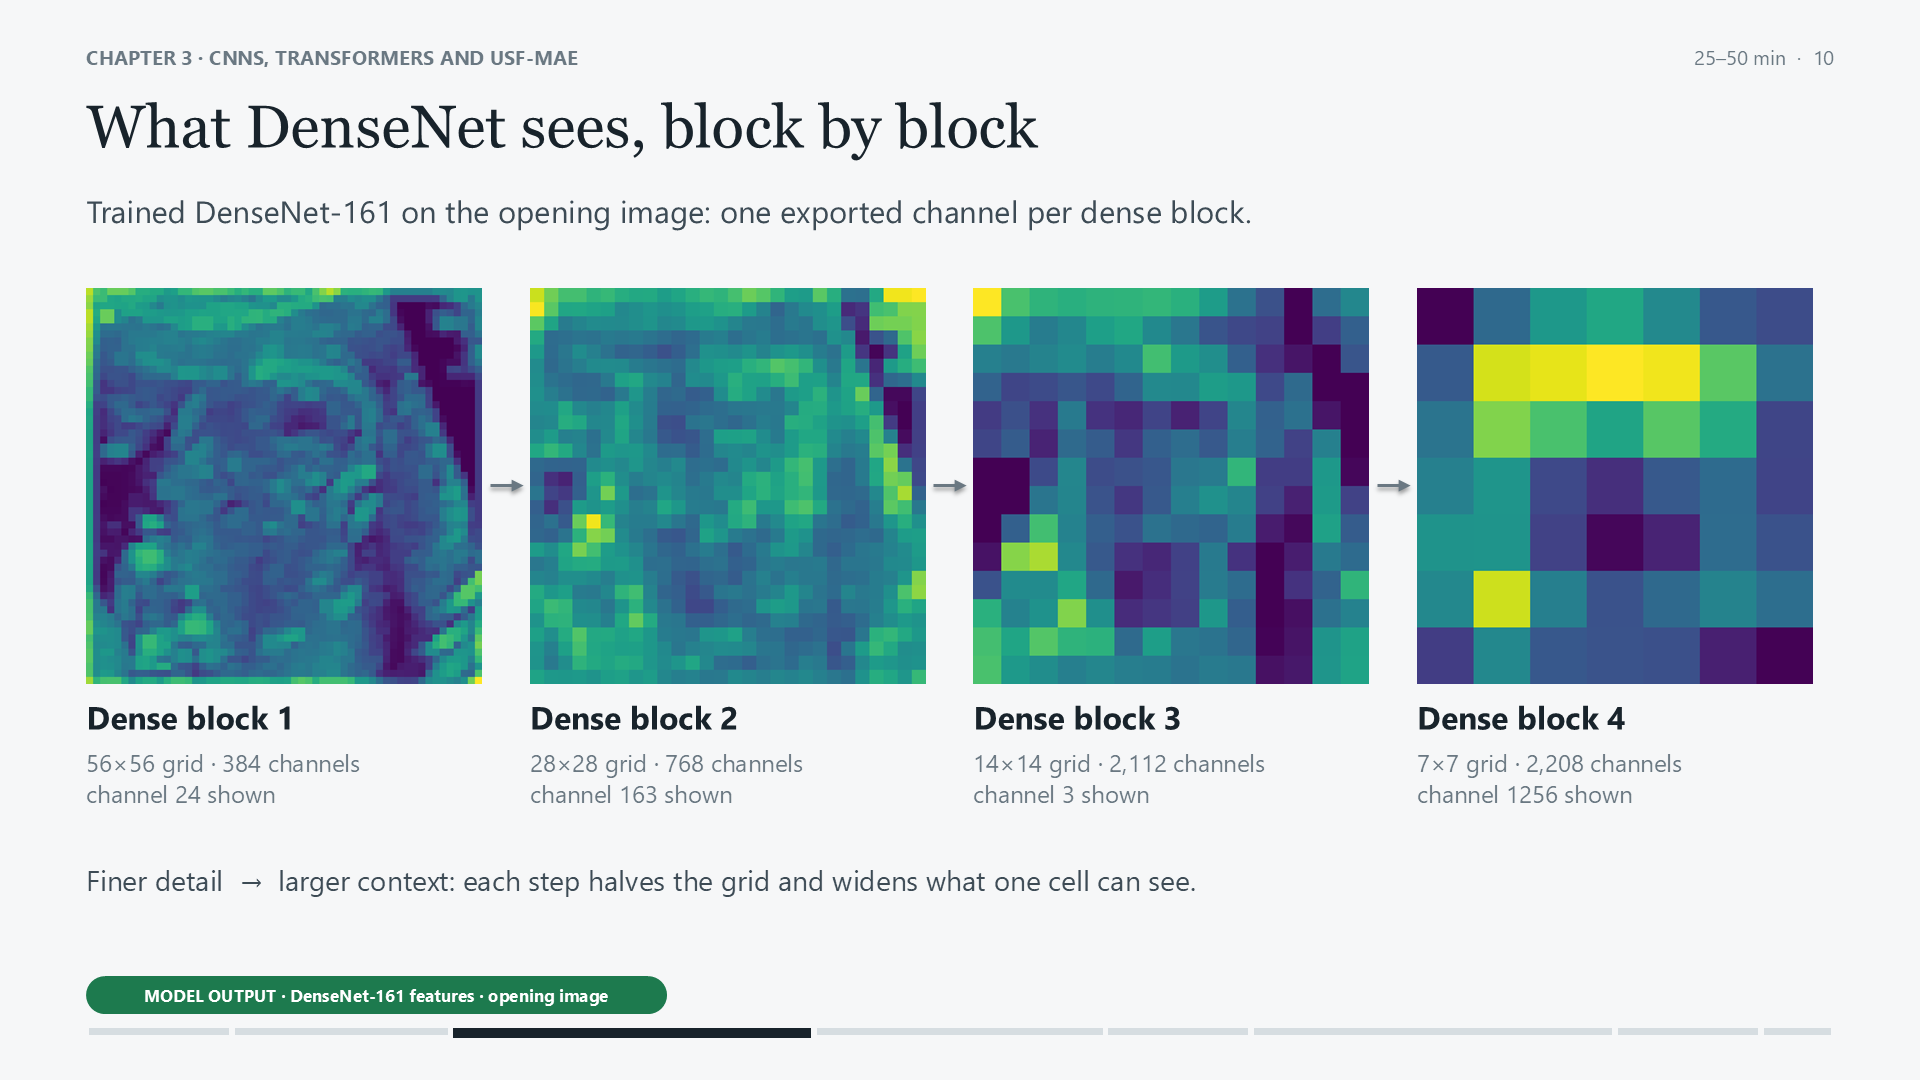 CHAPTER 3 · CNNS, TRANSFORMERS AND USF-MAE
25–50 min · 10
What DenseNet sees, block by block
Trained DenseNet-161 on the opening image: one exported channel per dense block.
Dense block 1
56×56 grid · 384 channels
channel 24 shown
Dense block 2
28×28 grid · 768 channels
channel 163 shown
Dense block 3
14×14 grid · 2,112 channels
channel 3 shown
Dense block 4
7×7 grid · 2,208 channels
channel 1256 shown
Finer detail → larger context: each step halves the grid and widens what one cell can see.
MODEL OUTPUT · DenseNet-161 features · opening image